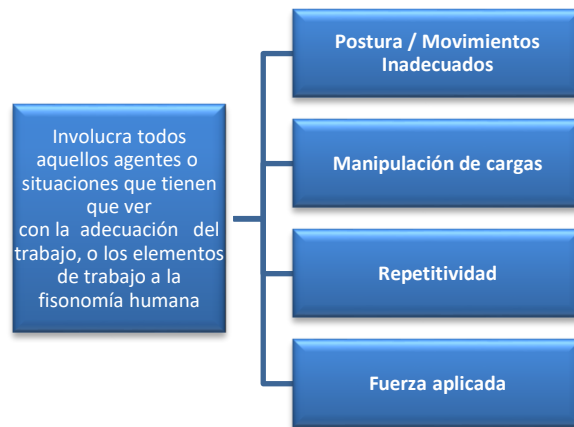 Involucra todos
aquellos agentes o
situaciones que tienen
que ver
con la adecuación del
trabajo, o los elementos
de trabajo a la
fisonomía humana
Postura / Movimientos
Inadecuados
Manipulación de cargas
Repetitividad
Fuerza aplicada